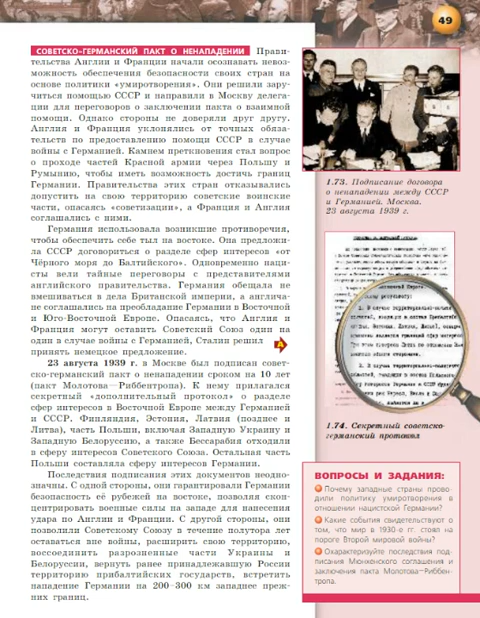 49
СОВЕТСКО-ГЕРМАНСКИЙ ПАКТ О НЕНАПАДЕНИИ Прави-
тельства Англии и Франции начали осознавать невоз-
можность обеспечения безопасности своих стран на
основе политики «умиротворения». Они решили зару-
читься помощью СССР и направили в Москву делега-
ции для переговоров о заключении пакта о взаимной
помощи. Однако стороны не доверяли друг другу.
Англия и Франция уклонялись от точных обяза-
тельств по предоставлению помощи СССР в случае
войны с Германией. Камнем преткновения стал вопрос
о проходе частей Красной армии через Польшу и
Румынию, чтобы иметь возможность достичь границ
Германии. Правительства этих стран отказывались
допустить на свою территорию советские воинские
части, опасаясь «советизации», а Франция и Англия
соглашались с ними.
Германия использовала возникшие противоречия,
чтобы обеспечить себе тыл на востоке. Она предложи-
ла СССР договориться о разделе сфер интересов «от
Чёрного моря до Балтийского». Одновременно наци-
сты вели тайные переговоры с представителями
английского правительства. Германия обещала не
вмешиваться в дела Британской империи, а англича-
не соглашались на преобладание Германии в Восточной
и Юго-Восточной Европе. Опасаясь, что Англия и
Франция могут оставить Советский Союз один на
один в случае войны с Германией, Сталин решил
принять немецкое предложение.
23 августа 1939 г. в Москве был подписан совет-
ско-германский пакт о ненападении сроком на 10 лет
(пакт Молотова—Риббентропа). К нему прилагался
секретный «дополнительный протокол» о разделе
сфер интересов в Восточной Европе между Германией
и СССР. Финляндия, Эстония, Латвия (позднее и
Литва), часть Польши, включая Западную Украину и
Западную Белоруссию, а также Бессарабия отходили
в сферу интересов Советского Союза. Остальная часть
Польши составляла сферу интересов Германии.
Последствия подписания этих документов неодно-
значны. С одной стороны, они гарантировали Германии
безопасность её рубежей на востоке, позволяя скон-
центрировать военные силы на западе для нанесения
удара по Англии и Франции. С другой стороны, они
позволили Советскому Союзу в течение полутора лет
оставаться вне войны, расширить свою территорию,
воссоединить разрозненные части Украины и
Белоруссии, вернуть ранее принадлежавшую России
территорию прибалтийских государств, встретить
нападение Германии на 200–300 км западнее преж-
них границ.
1.73. Подписание договора
о ненападении между СССР
и Германией. Москва.
23 августа 1939 г.
1.74. Секретный советско-
германский протокол
ВОПРОСЫ И ЗАДАНИЯ:
Почему западные страны прово-
дили политику умиротворения в
отношении нацистской Германии?
Какие события свидетельствуют о
том, что мир в 1930-е гг. стоял на
пороге Второй мировой войны?
Охарактеризуйте последствия под-
писания Мюнхенского соглашения и
заключения пакта Молотова—Риббен-
тропа.